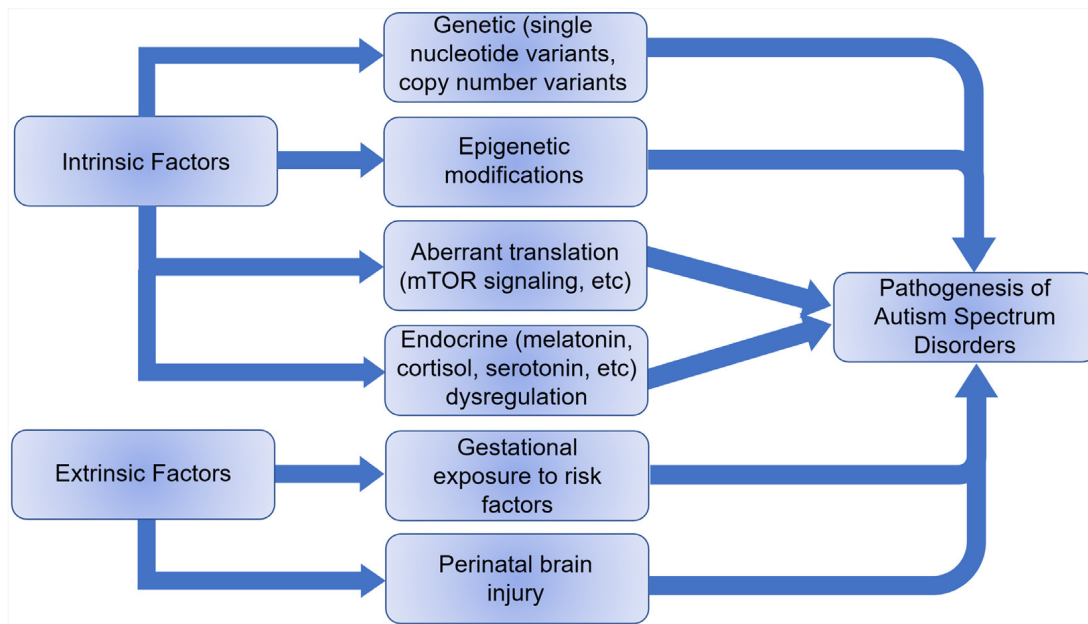 Genetic (single
nucleotide variants,
copy number variants
Intrinsic Factors
Epigenetic
modifications
Aberrant translation
(mTOR signaling, etc)
Endocrine (melatonin,
cortisol, serotonin, etc)
dysregulation
Pathogenesis of
Autism Spectrum
Disorders
Extrinsic Factors
Gestational
exposure to risk
factors
Perinatal brain
injury